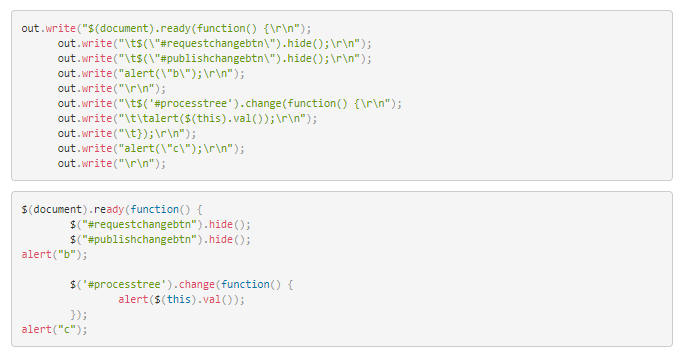 out.write("$(document).ready(function() {\r\n");
      out.write("\t$(\"#requestchangebtn\").hide();\r\n");
      out.write("\t$(\"#publishchangebtn\").hide();\r\n");
      out.write("alert(\"b\");\r\n");
      out.write("\r\n");
      out.write("\t$('#processtree').change(function() {\r\n");
      out.write("\t\talert($(this).val());\r\n");
      out.write("\t});\r\n");
      out.write("alert(\"c\");\r\n");
      out.write("\r\n");
$(document).ready(function() {
        $("#requestchangebtn").hide();
        $("#publishchangebtn").hide();
alert("b");
        $('#processtree').change(function() {
                alert($(this).val());
        });
alert("c");